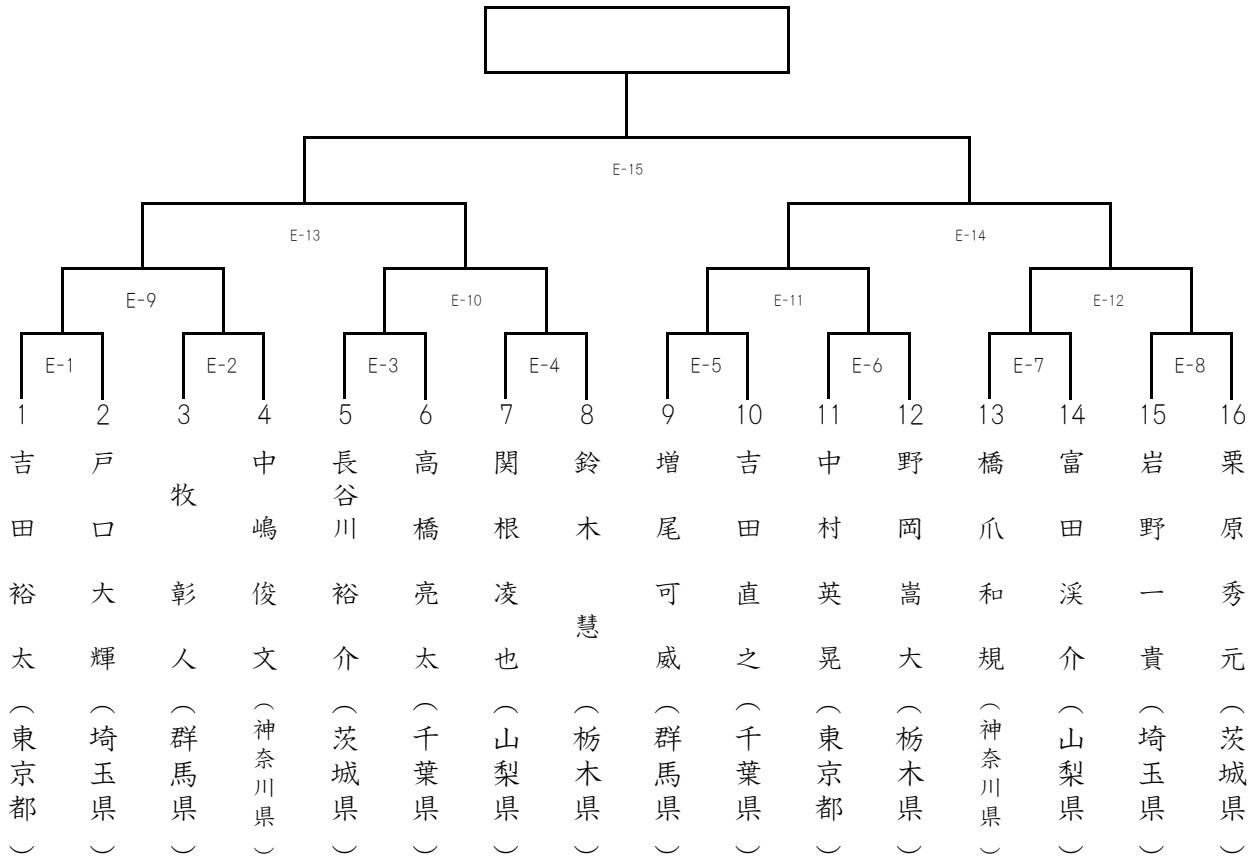 E-15
E-13
E-14
E-9
E-10
E-11
E-12
E-1
E-2
E-3
E-4
E-5
E-6
E-7
E-8
1
2
3
4
5
6
7
8
9
10
11
12
13
14
15
16
吉田裕太(東京都)
戸口大輝(埼玉県)
牧彰人(群馬県)
中嶋俊文(神奈川県)
長谷川裕介(茨城県)
高橋亮太(千葉県)
関根凌也(山梨県)
鈴木慧(栃木県)
増尾可威(群馬県)
吉田直之(千葉県)
中村英晃(東京都)
野岡嵩大(栃木県)
橋爪和規(神奈川県)
富田渓介(山梨県)
岩野一貴(埼玉県)
栗原秀元(茨城県)